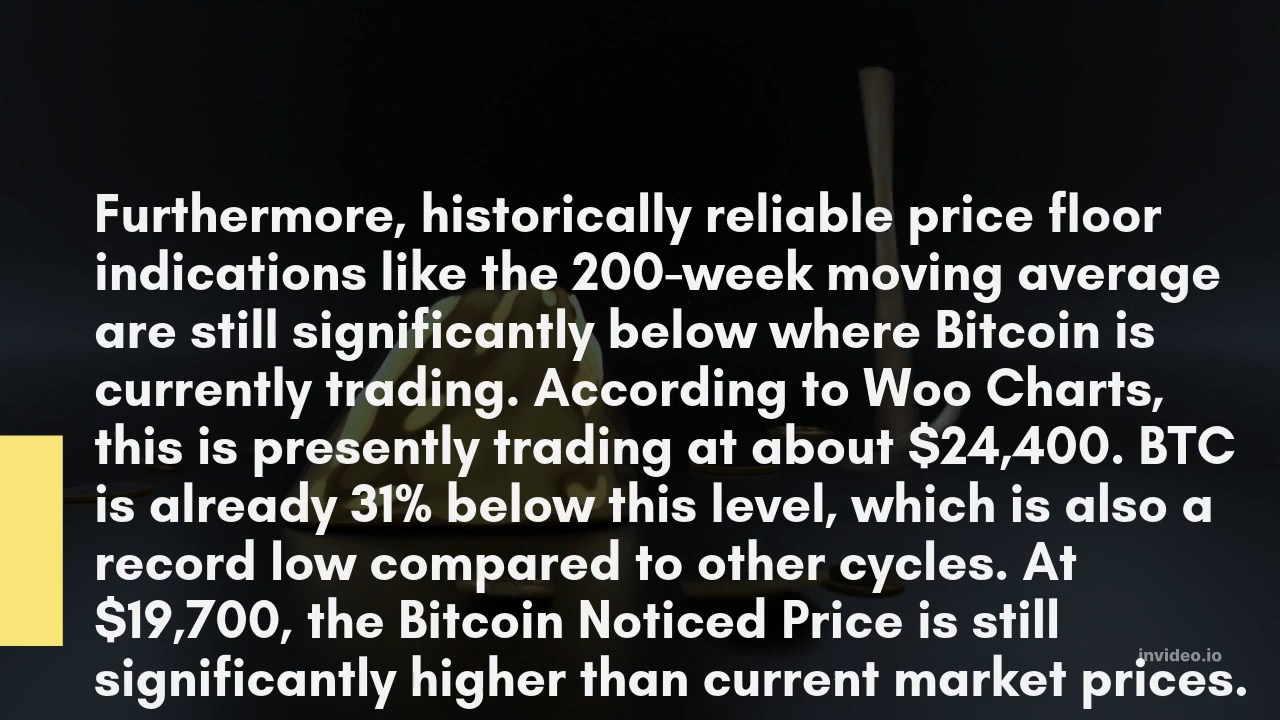 Furthermore, historically reliable price floor
indications like the 200-week moving average
are still significantly below where Bitcoin is
currently trading. According to Woo Charts,
this is presently trading at about $24,400. BTC
is already 31% below this level, which is also a
record low compared to other cycles. At
$19,700, the Bitcoin Noticed Price is still
invideo.io
significantly higher than current market prices.